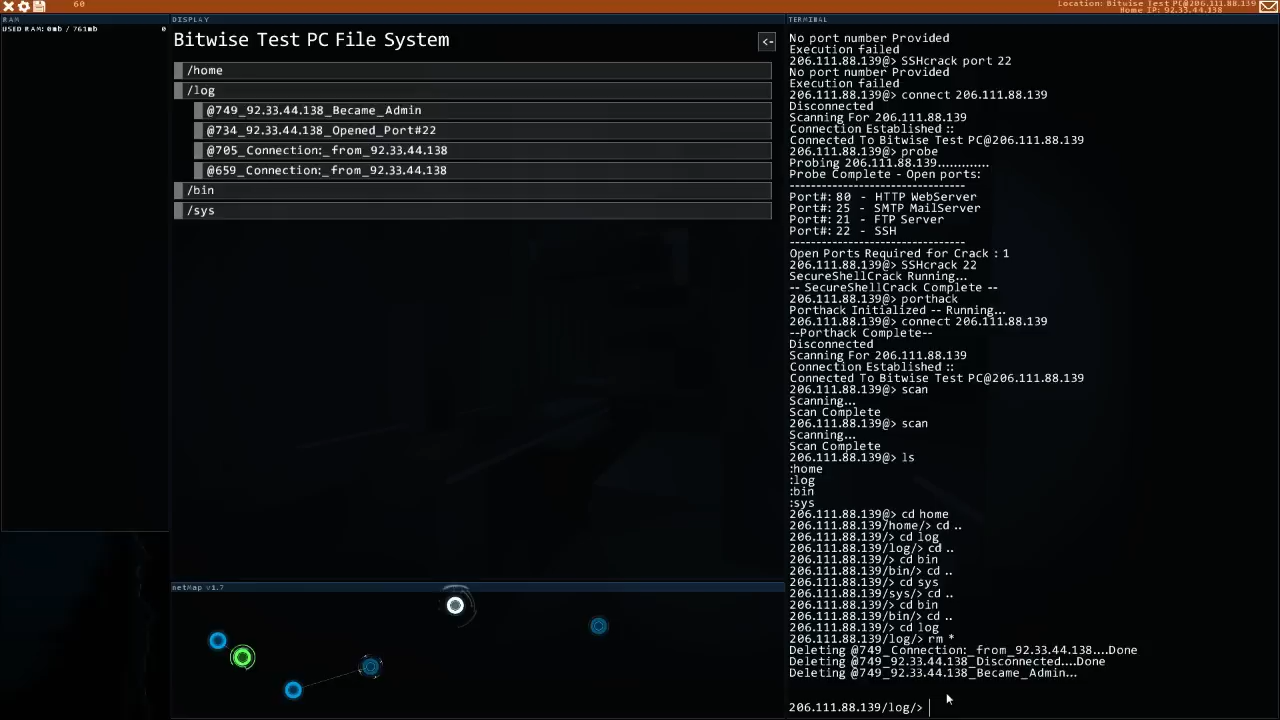 60
Location: Bitwise Test PC@206.111.88.139
Home IP: 92.33.44.138
RAM
USED RAM: 0mb / 761mb
0
DISPLAY
Bitwise Test PC File System
<-
/home
/log
@749_92.33.44.138_Became_Admin
@734_92.33.44.138_Opened_Port#22
@705_Connection:_from_92.33.44.138
@659_Connection:_from_92.33.44.138
/bin
/sys
netMap v1.7
TERMINAL
No port number Provided
Execution failed
206.111.88.139@> SSHcrack port 22
No port number Provided
Execution failed
206.111.88.139@> connect 206.111.88.139
Disconnected
Scanning For 206.111.88.139
Connection Established ::
Connected To Bitwise Test PC@206.111.88.139
206.111.88.139@> probe
Probing 206.111.88.139............
Probe Complete - Open ports:
---------------------------------
Port#: 80 - HTTP WebServer
Port#: 25 - SMTP MailServer
Port#: 21 - FTP Server
Port#: 22 - SSH
---------------------------------
Open Ports Required for Crack : 1
206.111.88.139@> SSHcrack 22
SecureShellCrack Running...
-- SecureShellCrack Complete --
206.111.88.139@> porthack
Porthack Initialized -- Running...
206.111.88.139@> connect 206.111.88.139
--Porthack Complete--
Disconnected
Scanning For 206.111.88.139
Connection Established ::
Connected To Bitwise Test PC@206.111.88.139
206.111.88.139@> scan
Scanning...
Scan Complete
206.111.88.139@> scan
Scanning...
Scan Complete
206.111.88.139@> ls
:home
:log
:bin
:sys
206.111.88.139@> cd home
206.111.88.139/home/> cd ..
206.111.88.139/> cd log
206.111.88.139/log/> cd ..
206.111.88.139/> cd bin
206.111.88.139/bin/> cd ..
206.111.88.139/> cd sys
206.111.88.139/sys/> cd ..
206.111.88.139/> cd bin
206.111.88.139/bin/> cd ..
206.111.88.139/> cd log
206.111.88.139/log/> rm *
Deleting @749_Connection:_from_92.33.44.138....Done
Deleting @749_92.33.44.138_Disconnected....Done
Deleting @749_92.33.44.138_Became_Admin...
206.111.88.139/log/>